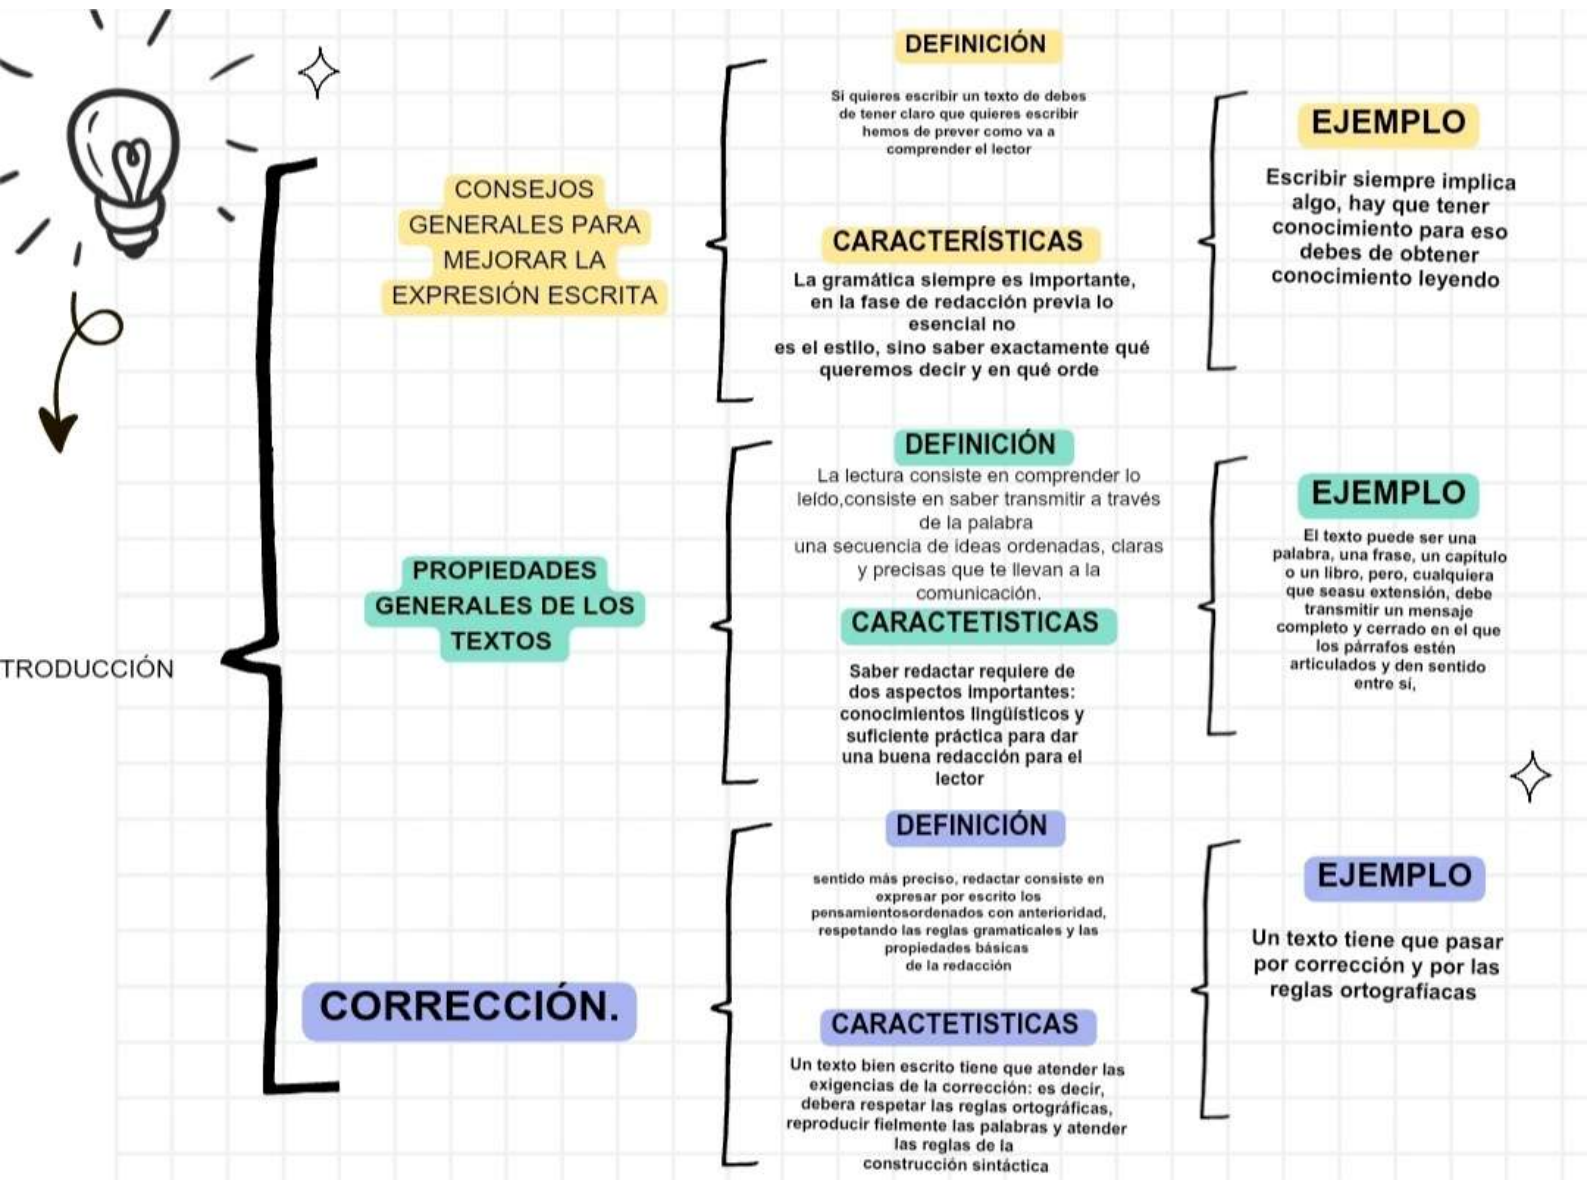 TRODUCCIÓN
CONSEJOS
GENERALES PARA
MEJORAR LA
EXPRESIÓN ESCRITA
DEFINICIÓN
Si quieres escribir un texto de debes
de tener claro que quieres escribir
hemos de prever como va a
comprender el lector
CARACTERÍSTICAS
La gramática siempre es importante,
en la fase de redacción previa lo
esencial no
es el estilo, sino saber exactamente qué
queremos decir y en qué orde
EJEMPLO
Escribir siempre implica
algo, hay que tener
conocimiento para eso
debes de obtener
conocimiento leyendo
PROPIEDADES
GENERALES DE LOS
TEXTOS
DEFINICIÓN
La lectura consiste en comprender lo
leído,consiste en saber transmitir a través
de la palabra
una secuencia de ideas ordenadas, claras
y precisas que te llevan a la
comunicación.
CARACTETISTICAS
Saber redactar requiere de
dos aspectos importantes:
conocimientos lingüísticos y
suficiente práctica para dar
una buena redacción para el
lector
EJEMPLO
El texto puede ser una
palabra, una frase, un capítulo
o un libro, pero, cualquiera
que seasu extensión, debe
transmitir un mensaje
completo y cerrado en el que
los párrafos estén
articulados y den sentido
entre sí,
CORRECCIÓN.
DEFINICIÓN
sentido más preciso, redactar consiste en
expresar por escrito los
pensamientosordenados con anterioridad,
respetando las reglas gramaticales y las
propiedades básicas
de la redacción
CARACTETISTICAS
Un texto bien escrito tiene que atender las
exigencias de la corrección: es decir,
debera respetar las reglas ortográficas,
reproducir fielmente las palabras y atender
las reglas de la
construcción sintáctica
EJEMPLO
Un texto tiene que pasar
por corrección y por las
reglas ortografíacas